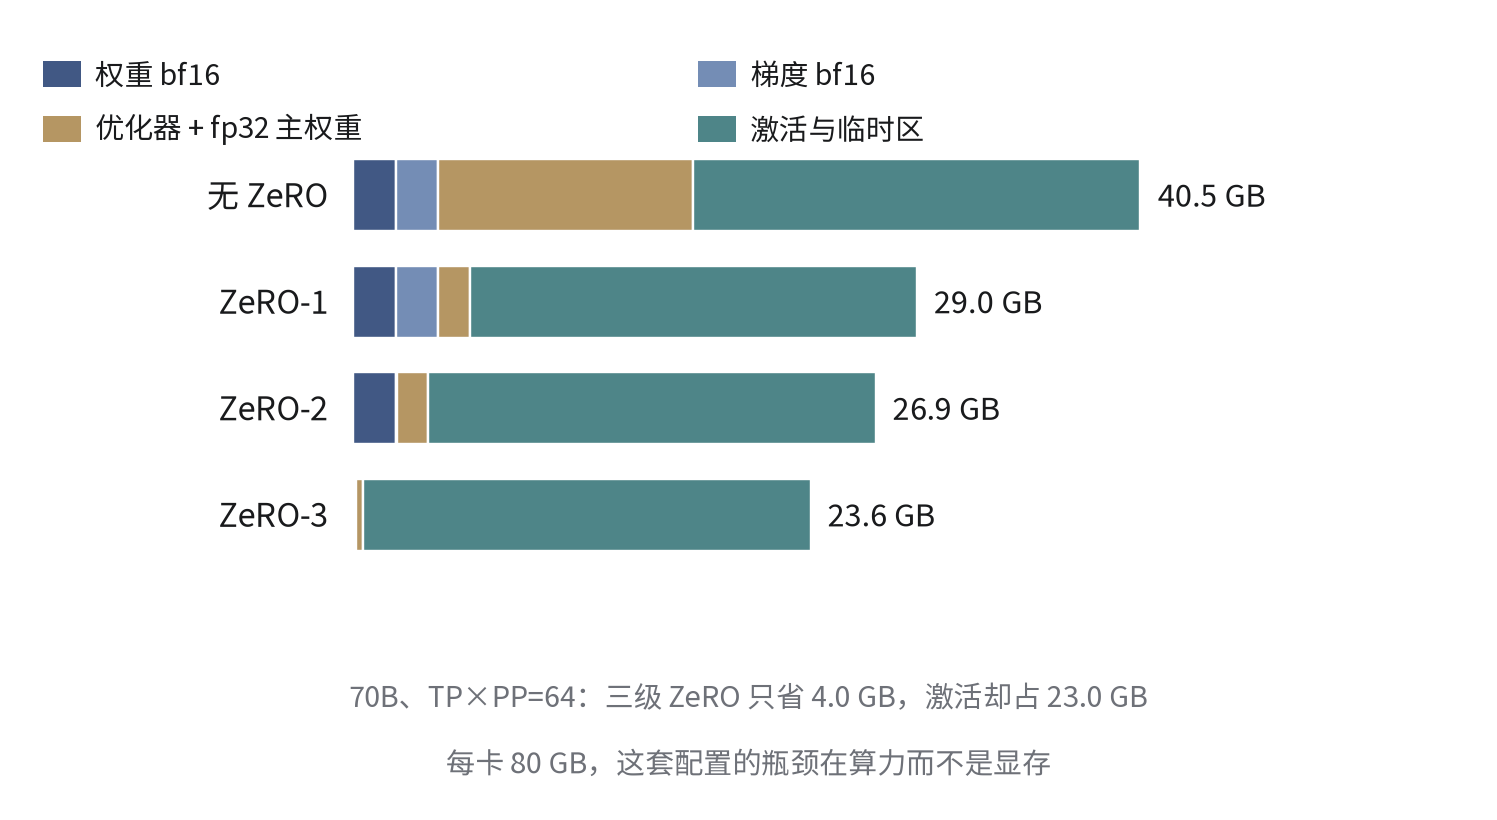 权重 bf16
梯度 bf16
优化器 + fp32 主权重
激活与临时区
无 ZeRO
40.5 GB
ZeRO-1
29.0 GB
ZeRO-2
26.9 GB
ZeRO-3
23.6 GB
70B、TP×PP=64：三级 ZeRO 只省 4.0 GB，激活却占 23.0 GB
每卡 80 GB，这套配置的瓶颈在算力而不是显存